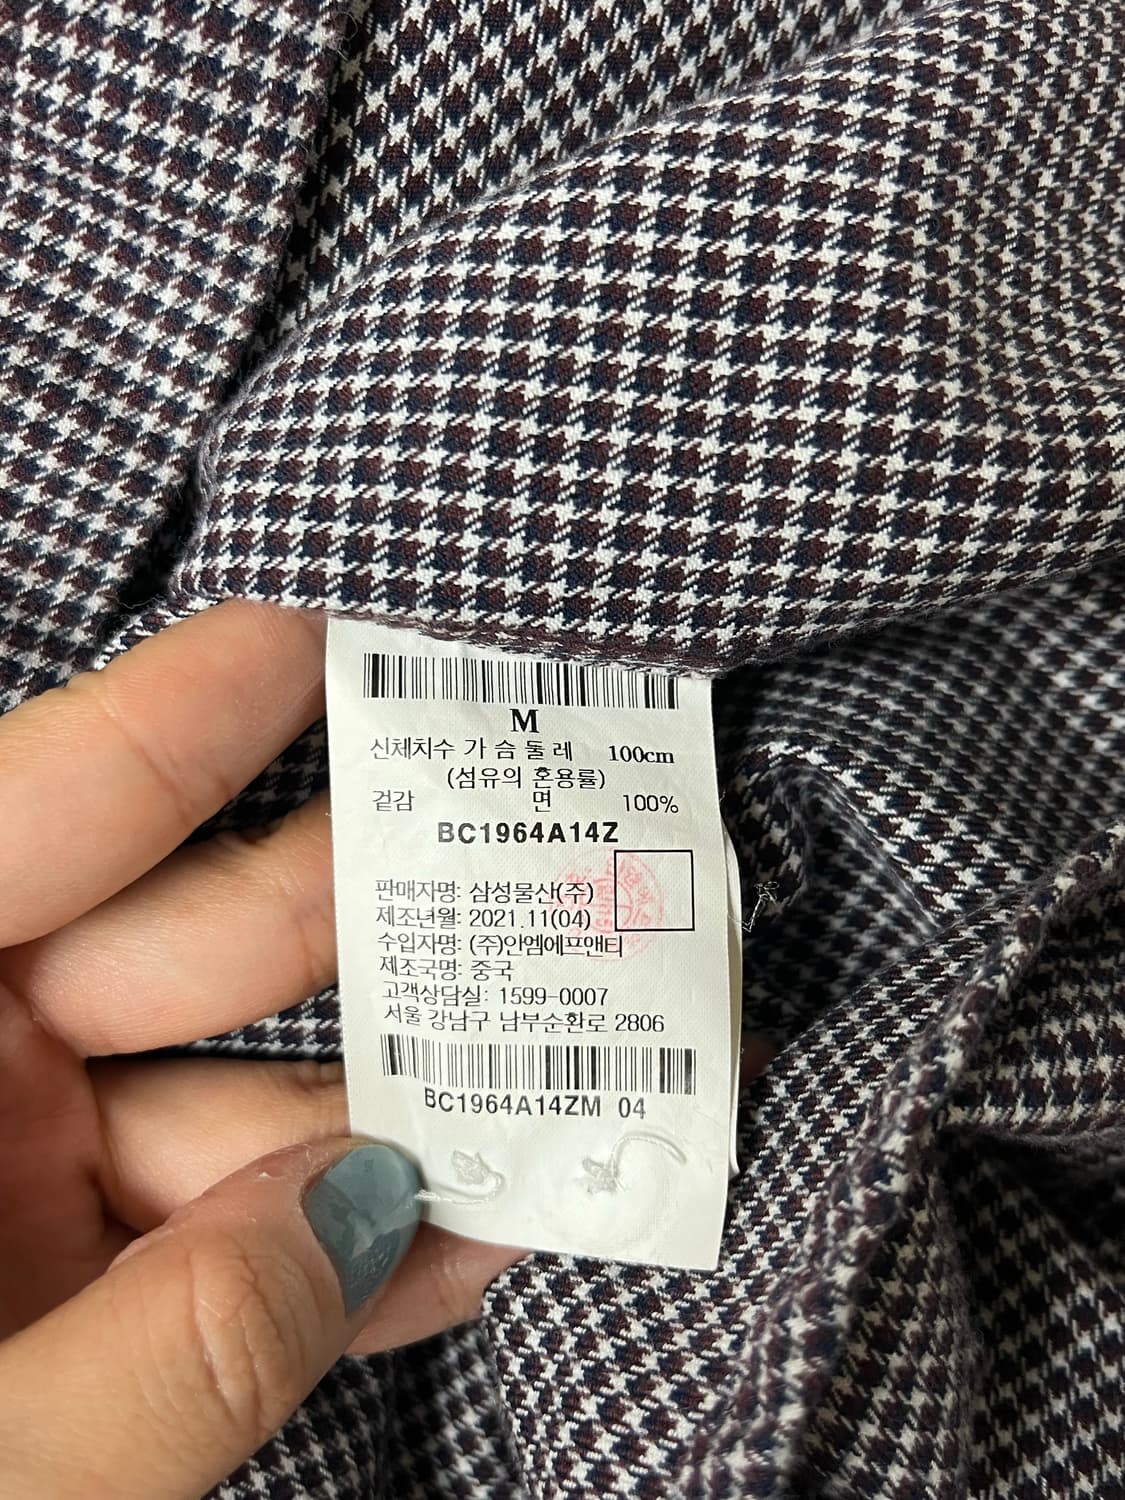 M
신체치수 가 슴 둘 레 100cm
(섬유의 혼용률)
겉감 면 100%
BC1964A14Z
판매자명: 삼성물산(주)
제조년월: 2021.11(04)
수입자명: (주)안엠에프앤티
제조국명: 중국
고객상담실: 1599-0007
서울 강남구 남부순환로 2806
BC1964A14ZM 04